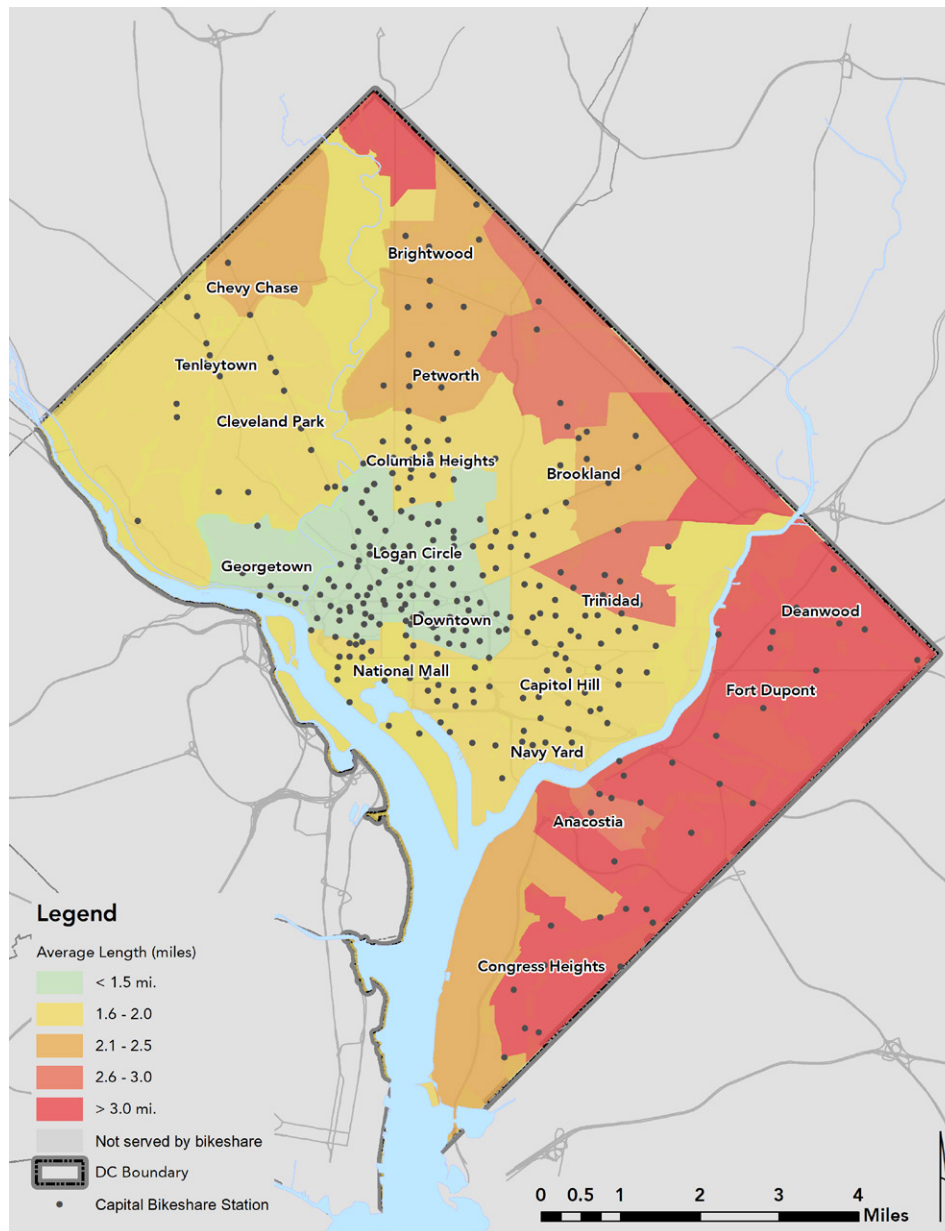 Brightwood
Chevy Chase
Tenleytown
Petworth
Cleveland Park
Columbia Heights
Brookland
Logan Circle
Georgetown
Trinidad
Deanwood
Downtown
National Mall
Capitol Hill
Fort Dupont
Navy Yard
Anacostia
Congress Heights
Legend
Average Length (miles)
< 1.5 mi.
1.6 - 2.0
2.1 - 2.5
2.6 - 3.0
> 3.0 mi.
Not served by bikeshare
DC Boundary
Capital Bikeshare Station
0 0.5 1 2 3 4
Miles